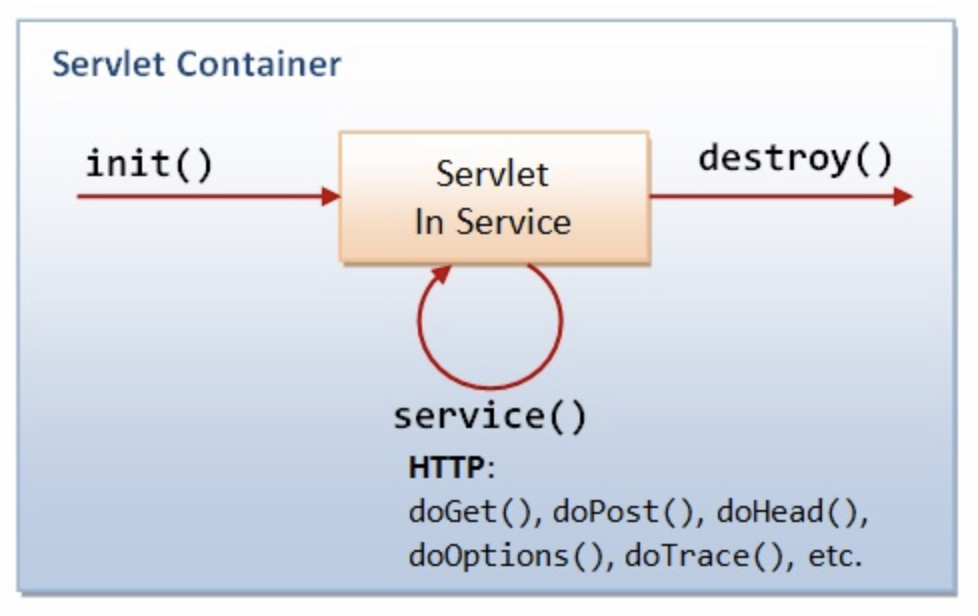 Servlet Container
init()
Servlet
In Service
destroy()
service()
HTTP:
doGet(), doPost(), doHead(),
doOptions(), doTrace(), etc.